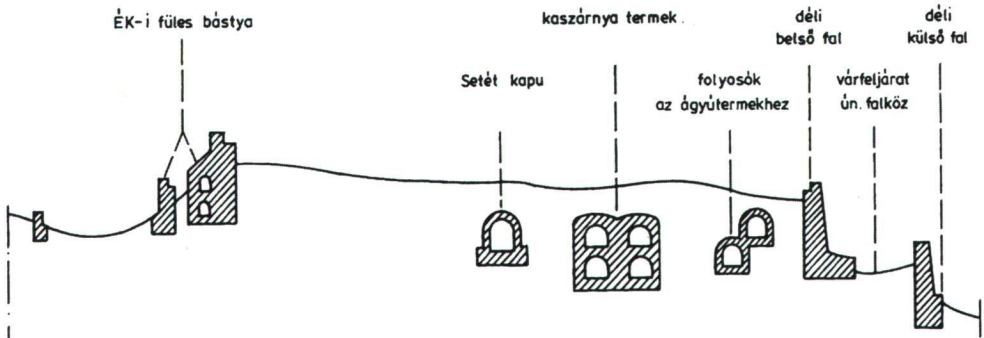 ÉK-i füles bástya
kaszárnya termek.
déli
belső fal
déli
külső fal
Setét kapu
folyosók
az ágyútermekhez
várfeljárat
ún. falköz